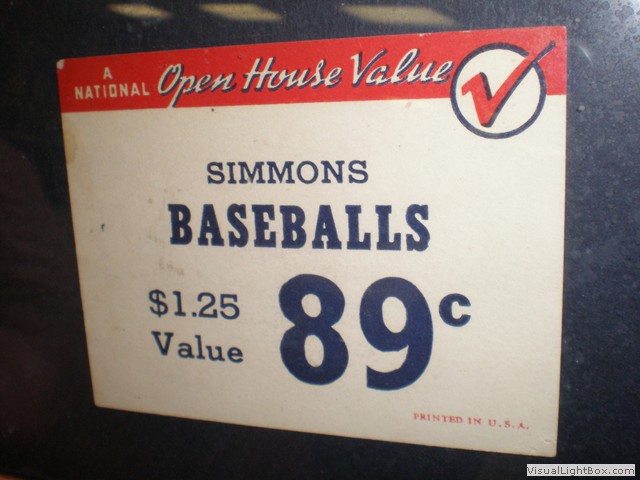 A
NATIONAL Open House Value
SIMMONS
BASEBALLS
$1.25
Value
89c
PRINTED IN U.S.A.
VisualLightBox.com